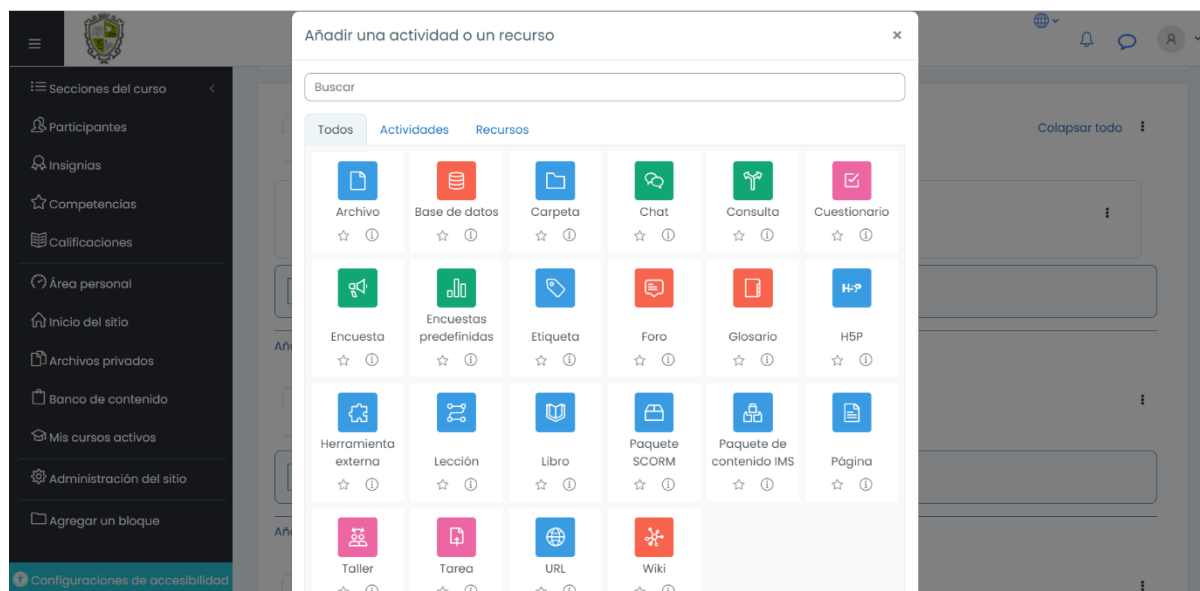 Añadir una actividad o un recurso
×
Buscar
Todos Actividades Recursos
Archivo Base de datos Carpeta Chat Consulta Cuestionario
Encuesta Encuestas predefinidas Etiqueta Foro Glosario H5P
Herramienta externa Lección Libro Paquete SCORM Paquete de contenido IMS Página
Taller Tarea URL Wiki
Secciones del curso
Participantes
Insignias
Competencias
Calificaciones
Área personal
Inicio del sitio
Archivos privados
Banco de contenido
Mis cursos activos
Administración del sitio
Agregar un bloque
Configuraciones de accesibilidad
A
Colapsar todo